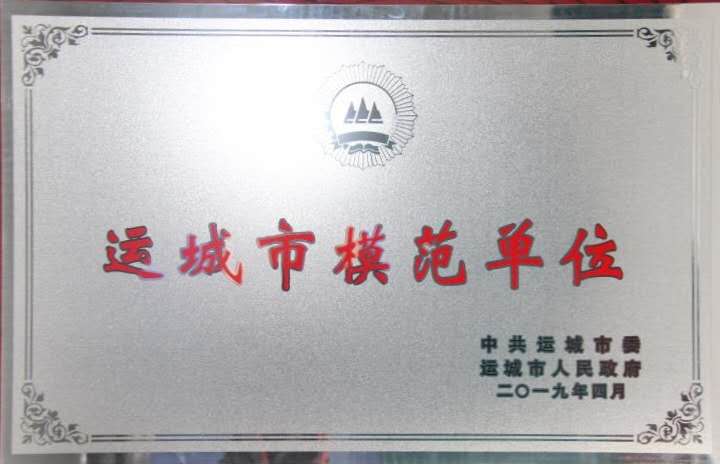 运城市模范单位
中共运城市委
运城市人民政府
二〇一九年四月